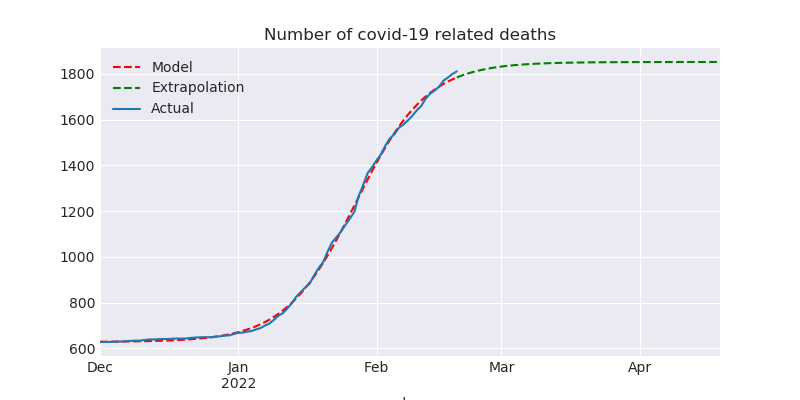 Number of covid-19 related deaths
Model
Extrapolation
Actual
1800
1600
1400
1200
1000
800
600
Dec Jan Feb Mar Apr
2022